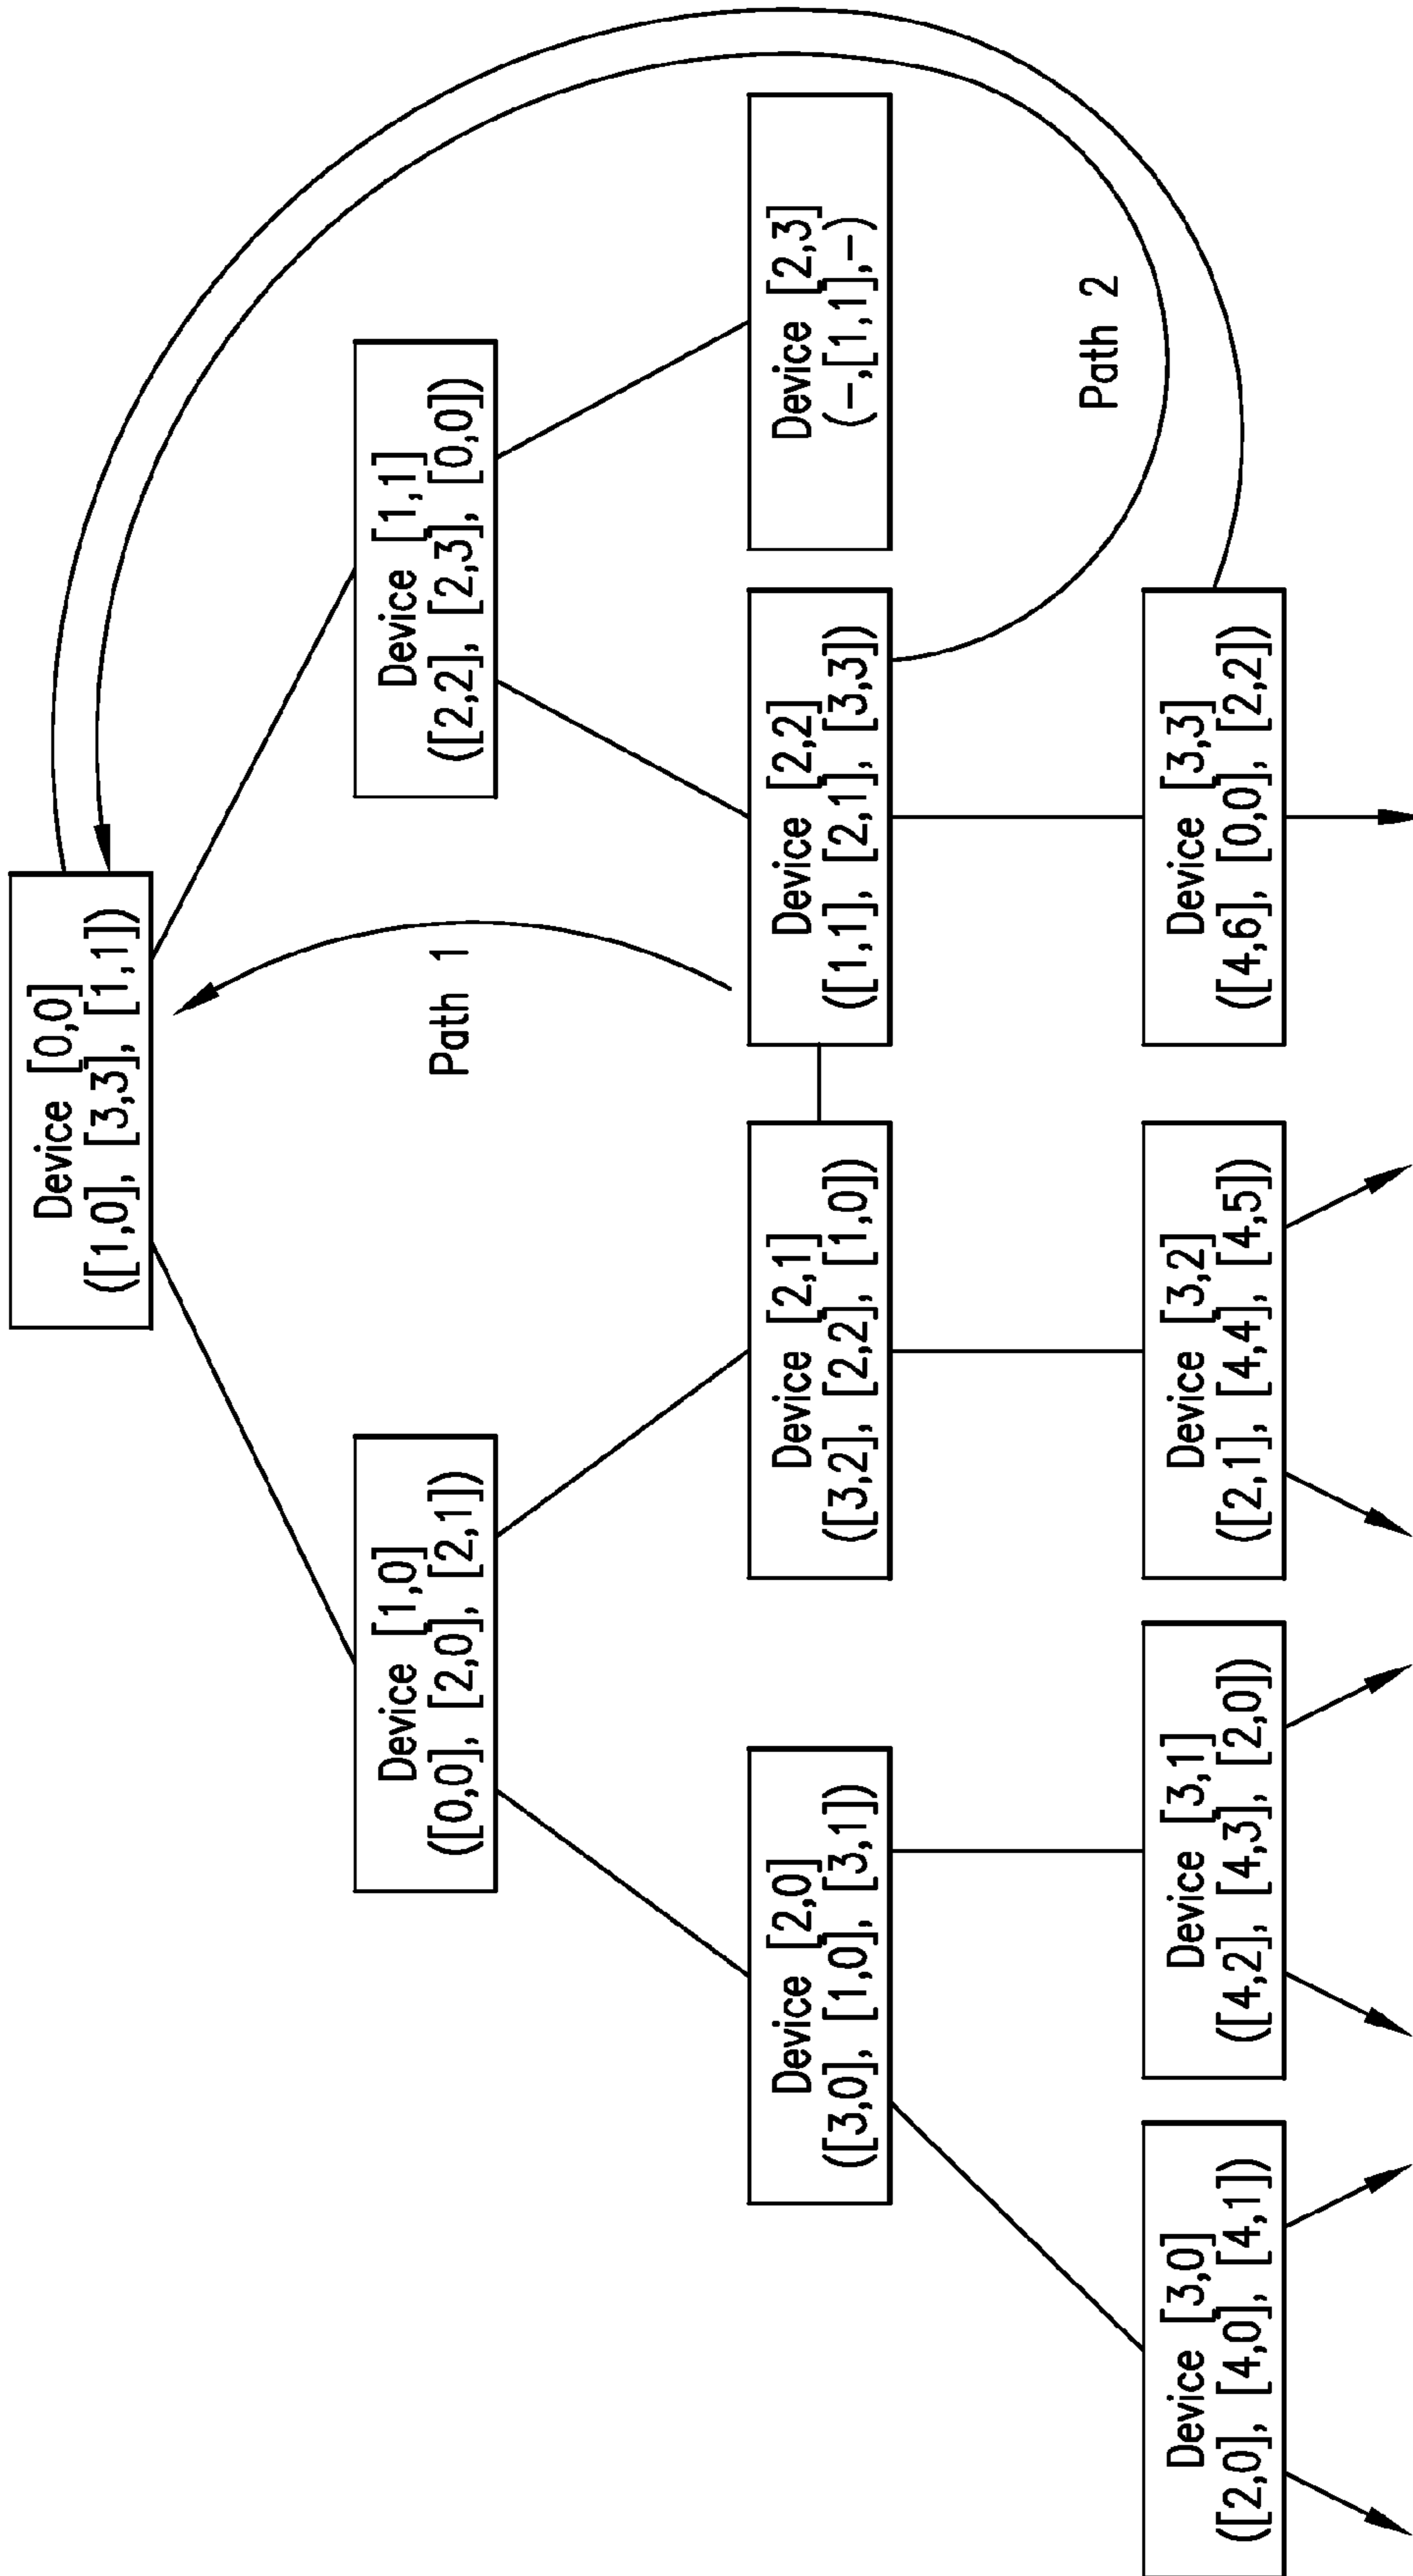 Device [0,0]
([1,0], [3,3], [1,1])
Device [1,0]
([0,0], [2,0], [2,1])
Path 1
Device [1,1]
([2,2], [2,3], [0,0])
Device [2,0]
([3,0], [1,0], [3,1])
Device [2,1]
([3,2], [2,2], [1,0])
Device [2,2]
([1,1], [2,1], [3,3])
Device [2,3]
(-,[1,1],-)
Path 2
Device [3,0]
([2,0], [4,0], [4,1])
Device [3,1]
([4,2], [4,3], [2,0])
Device [3,2]
([2,1], [4,4], [4,5])
Device [3,3]
([4,6], [0,0], [2,2])